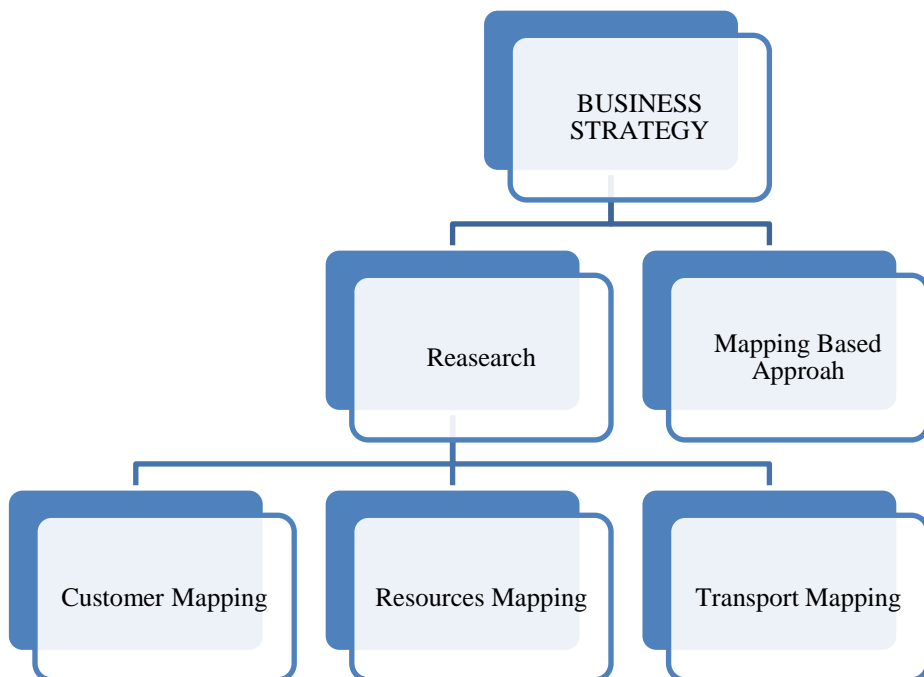 BUSINESS
STRATEGY
Reasearch
Mapping Based
Approah
Customer Mapping
Resources Mapping
Transport Mapping